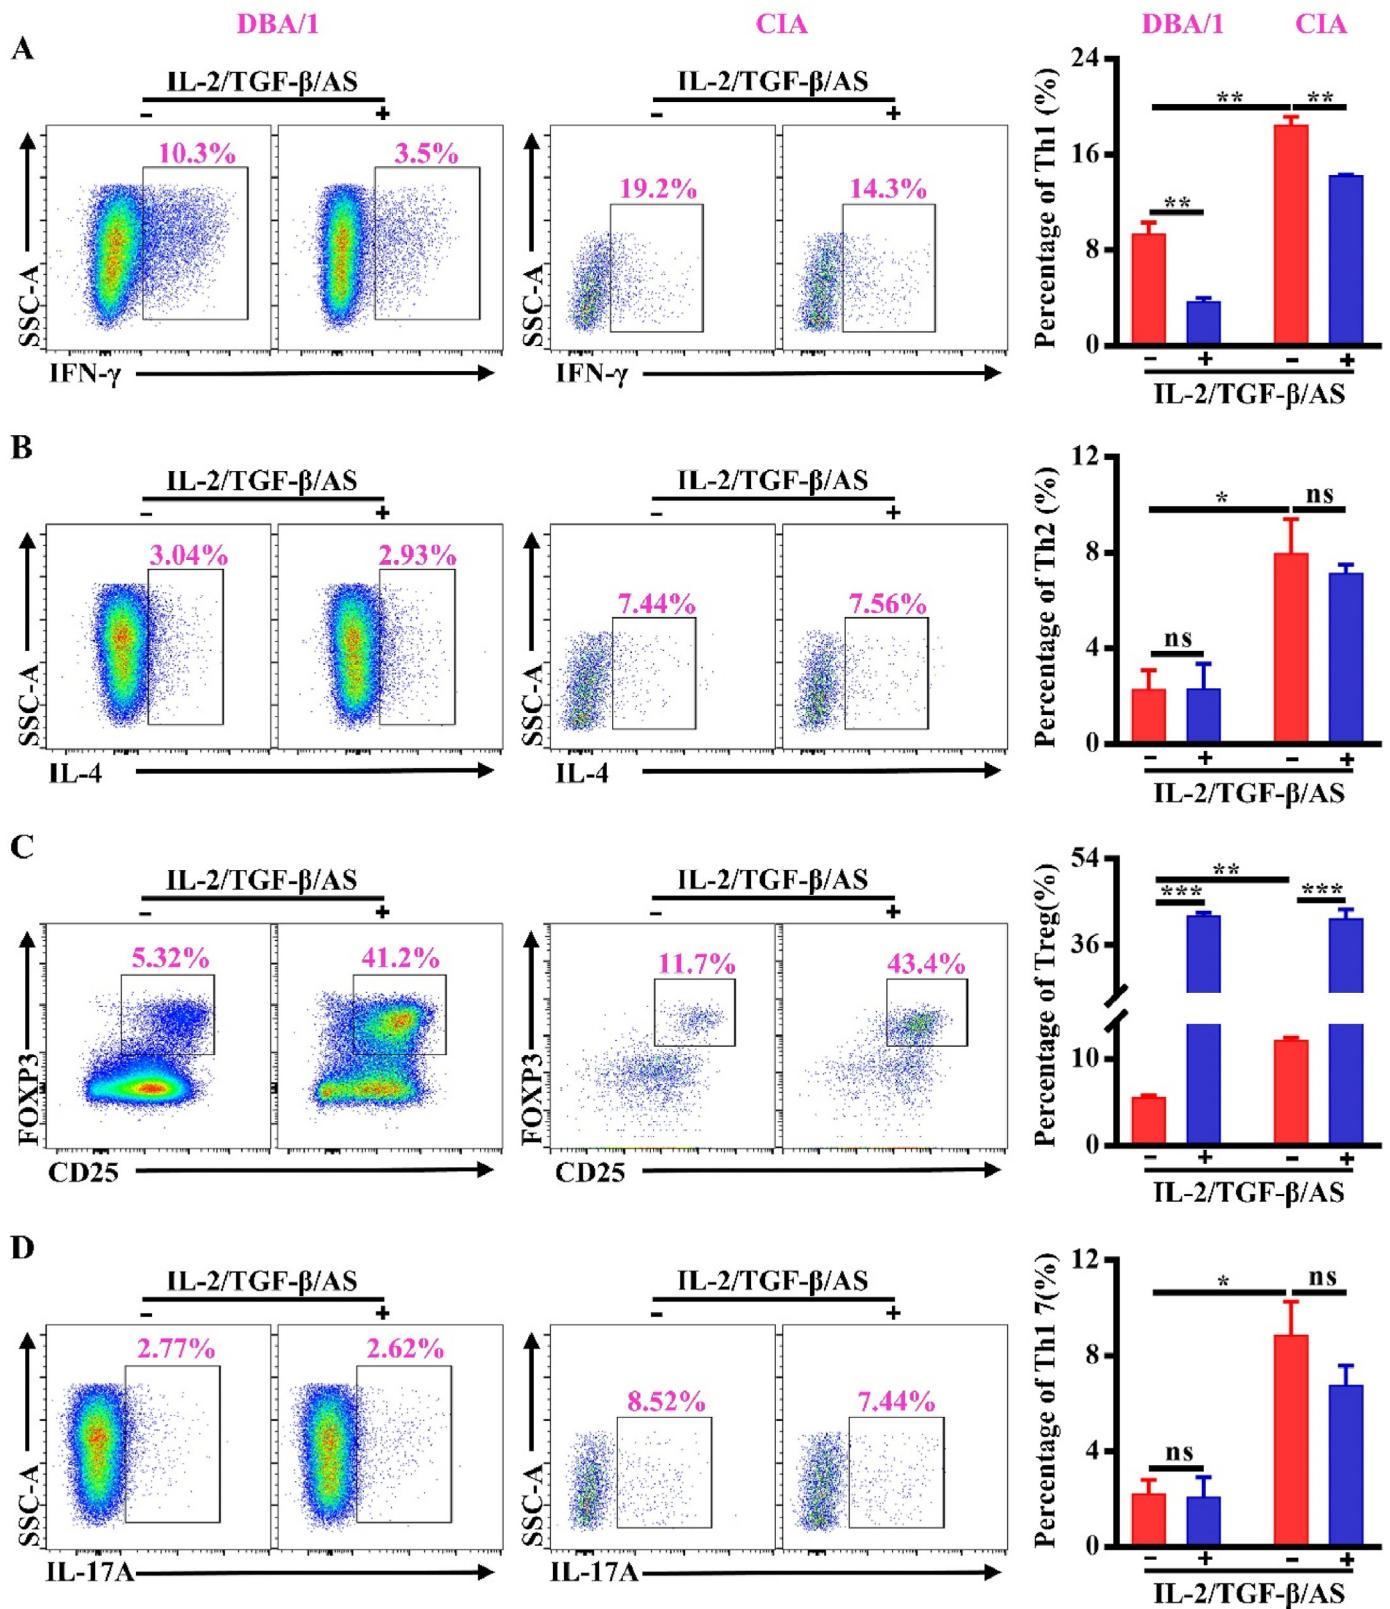 DBA/1 CIA DBA/1 CIA
A
IL-2/TGF-β/AS IL-2/TGF-β/AS
− + − +
10.3% 3.5% 19.2% 14.3%
SSC-A SSC-A
IFN-γ IFN-γ
Percentage of Th1 (%)
24
16
8
0
** **
**
− + − +
IL-2/TGF-β/AS
B
IL-2/TGF-β/AS IL-2/TGF-β/AS
− + − +
3.04% 2.93% 7.44% 7.56%
SSC-A SSC-A
IL-4 IL-4
Percentage of Th2 (%)
12
8
4
0
* ns
ns
− + − +
IL-2/TGF-β/AS
C
IL-2/TGF-β/AS IL-2/TGF-β/AS
− + − +
5.32% 41.2% 11.7% 43.4%
FOXP3 FOXP3
CD25 CD25
Percentage of Treg(%)
54
36
10
0
**
*** ***
− + − +
IL-2/TGF-β/AS
D
IL-2/TGF-β/AS IL-2/TGF-β/AS
− + − +
2.77% 2.62% 8.52% 7.44%
SSC-A SSC-A
IL-17A IL-17A
Percentage of Th1 7(%)
12
8
4
0
* ns
ns
− + − +
IL-2/TGF-β/AS